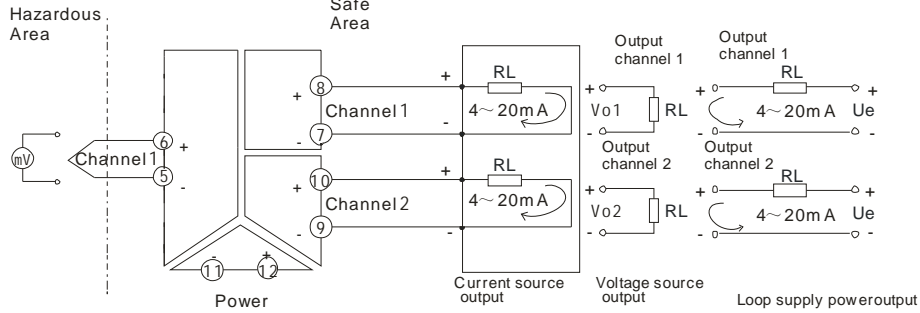 Hazardous
Area
Safe
Area
mV
Channel1
6
+
5
-
8
+
Channel1
7
-
10
+
Channel2
9
-
11
-
12
+
Power
+
RL
4～20mA
-
+
RL
4～20mA
-
Current source
output
Output
channel 1
+
Vo1
RL
-
Output
channel 2
+
Vo2
RL
-
Voltage source
output
Output
channel 1
RL
+
+
4～20mA
Ue
-
-
Output
channel 2
RL
+
+
4～20mA
Ue
-
-
Loop supply poweroutput